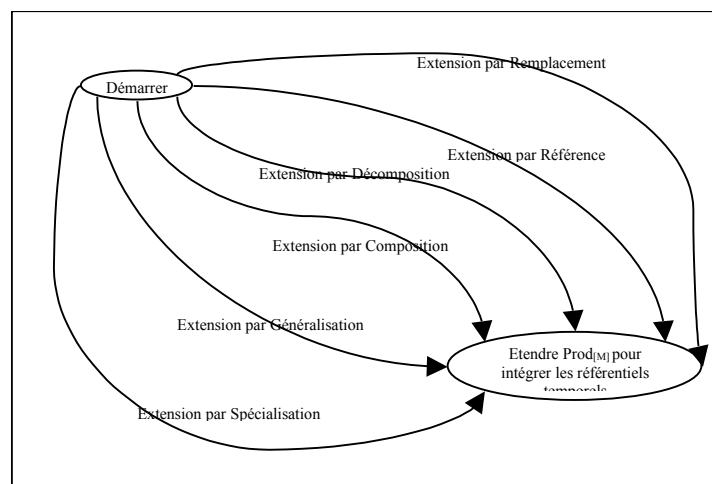 Extension par Remplacement
Démarrer
Extension par Référence
Extension par Décomposition
Extension par Composition
Extension par Généralisation
Etendre Prod[M] pour
intégrer les référentiels
temporels
Extension par Spécialisation